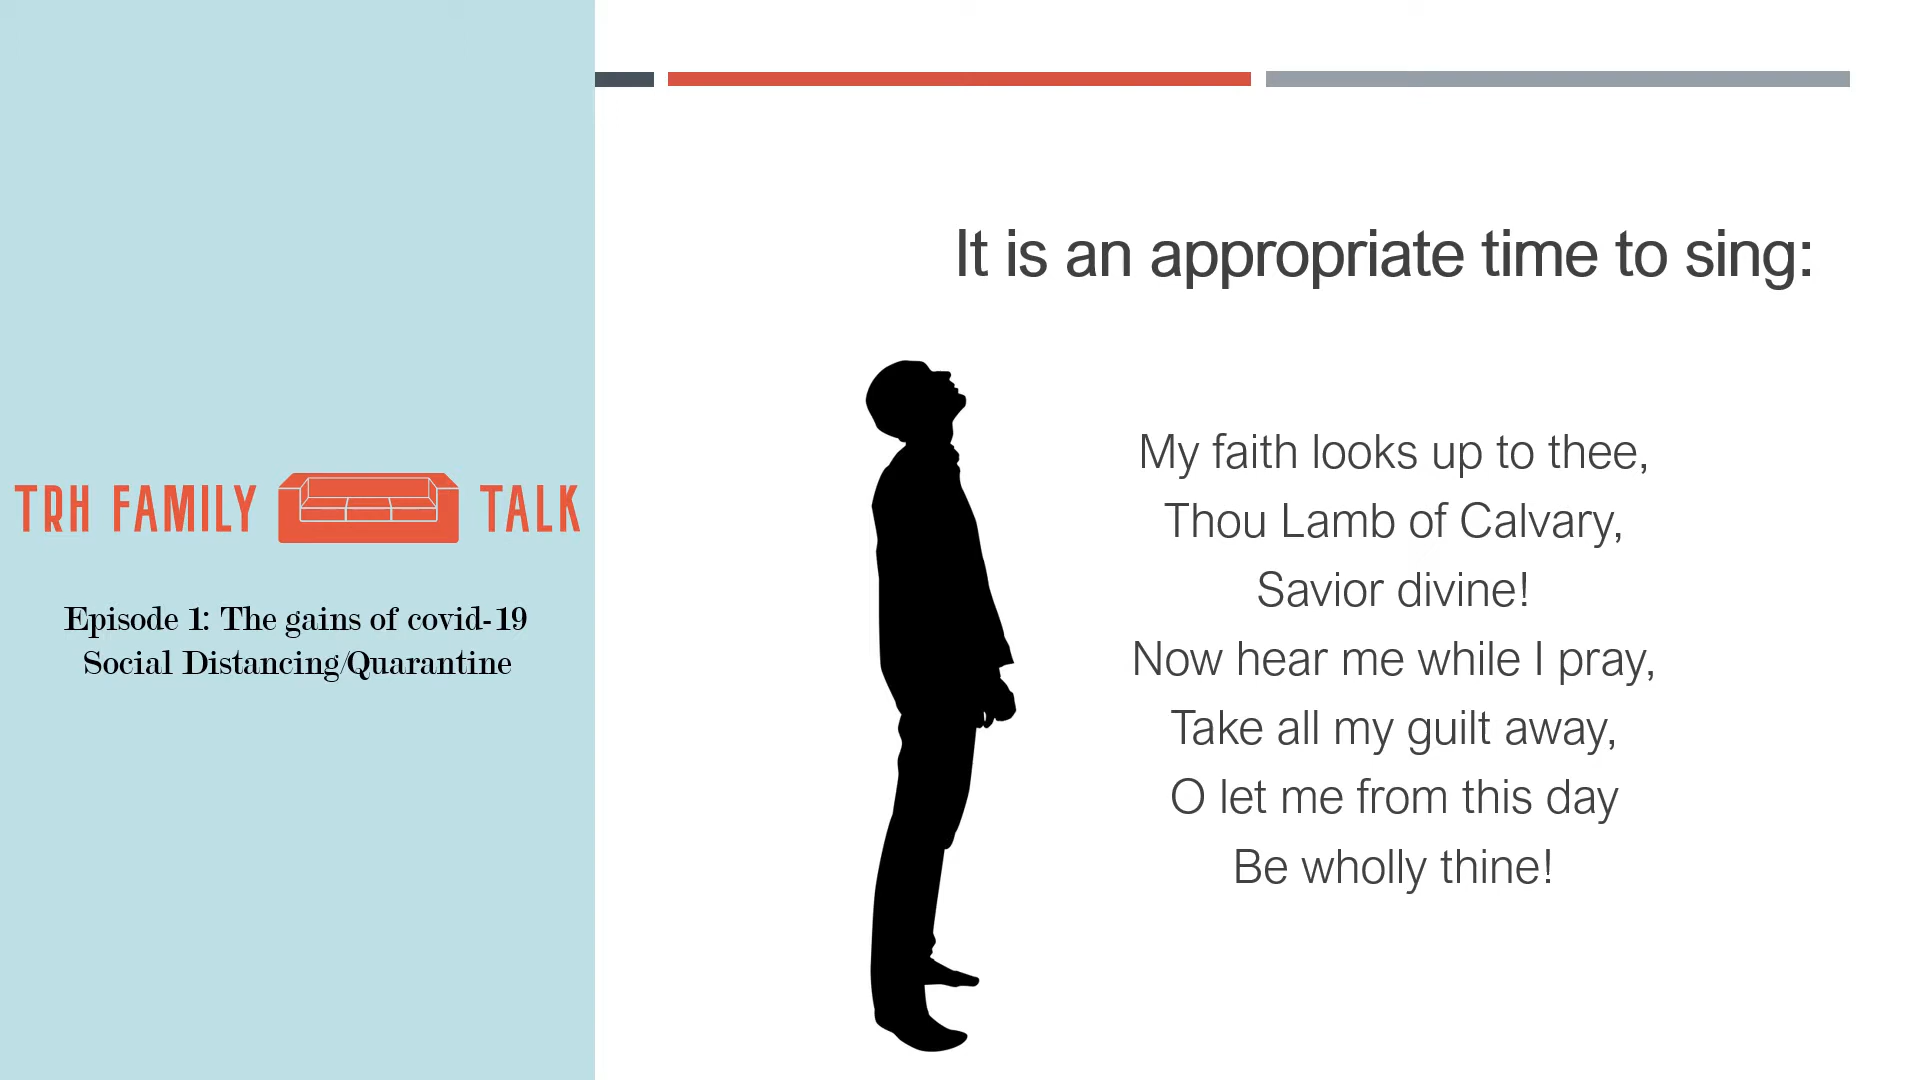 TRH FAMILY TALK
Episode 1: The gains of covid-19
Social Distancing/Quarantine
It is an appropriate time to sing:
My faith looks up to thee,
Thou Lamb of Calvary,
Savior divine!
Now hear me while I pray,
Take all my guilt away,
O let me from this day
Be wholly thine!